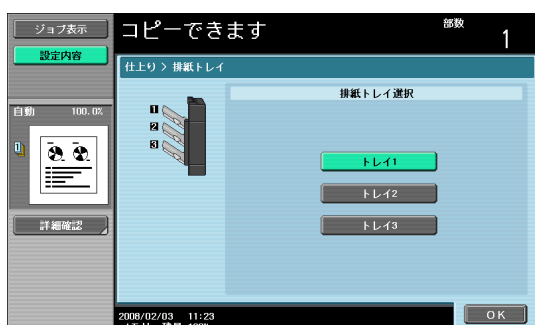 ジョブ表示
設定内容
コピーできます
部数
1
仕上り > 排紙トレイ
自動 100.0%
1
2
3
排紙トレイ選択
トレイ1
トレイ2
トレイ3
詳細確認
2008/02/03 11:23
OK